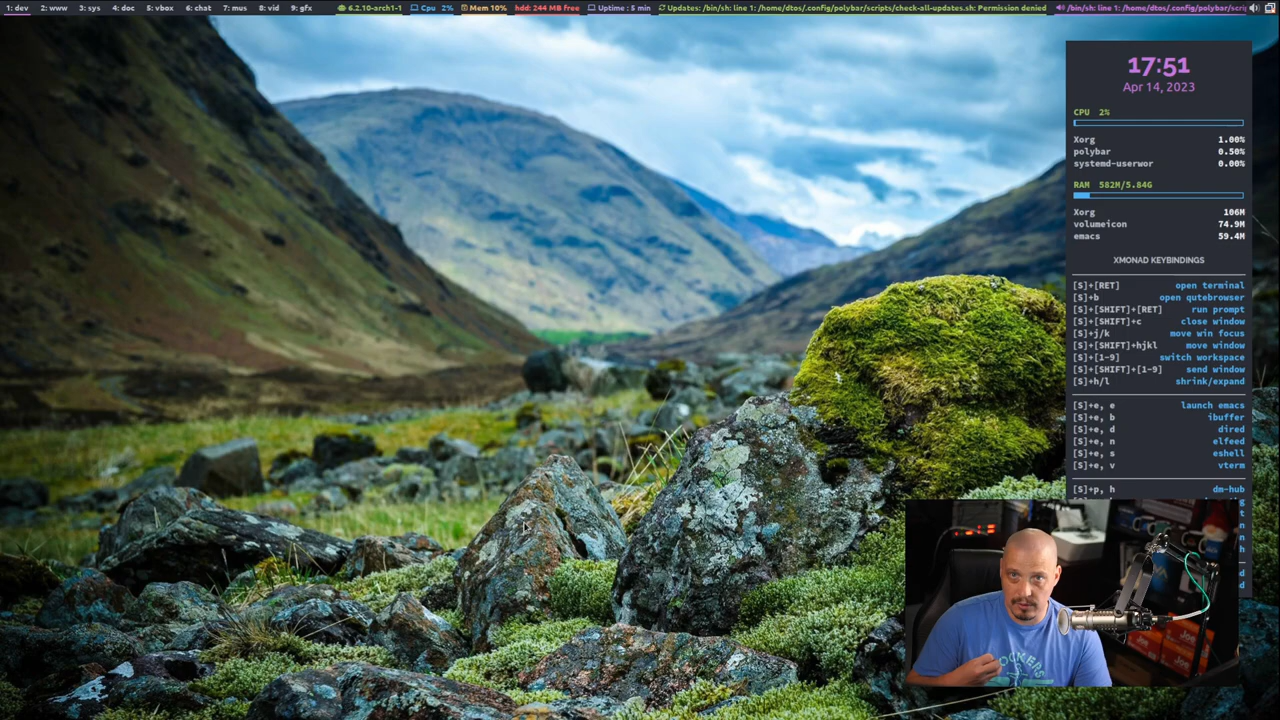 1: dev 2: www 3: sys 4: doc 5: vbox 6: chat 7: mus 8: vid 9: gfx 6.2.10-arch1-1 Cpu 2% Mem 10% hdd: 244 MB free Uptime : 5 min Updates: /bin/sh: line 1: /home/dtos/.config/polybar/scripts/check-all-updates.sh: Permission denied /bin/sh: line 1: /home/dtos/.config/polybar/scrip
17:51
Apr 14, 2023
CPU 2%
Xorg 1.00%
polybar 0.50%
systemd-userwor 0.00%
RAM 582M/5.84G
Xorg 106M
volumeicon 74.9M
emacs 59.4M
XMONAD KEYBINDINGS
[S]+[RET] open terminal
[S]+b open qutebrowser
[S]+[SHIFT]+[RET] run prompt
[S]+[SHIFT]+c close window
[S]+j/k move win focus
[S]+[SHIFT]+hjkl move window
[S]+[1-9] switch workspace
[S]+[SHIFT]+[1-9] send window
[S]+h/l shrink/expand
[S]+e, e launch emacs
[S]+e, b ibuffer
[S]+e, d dired
[S]+e, n elfeed
[S]+e, s eshell
[S]+e, v vterm
[S]+p, h dm-hub